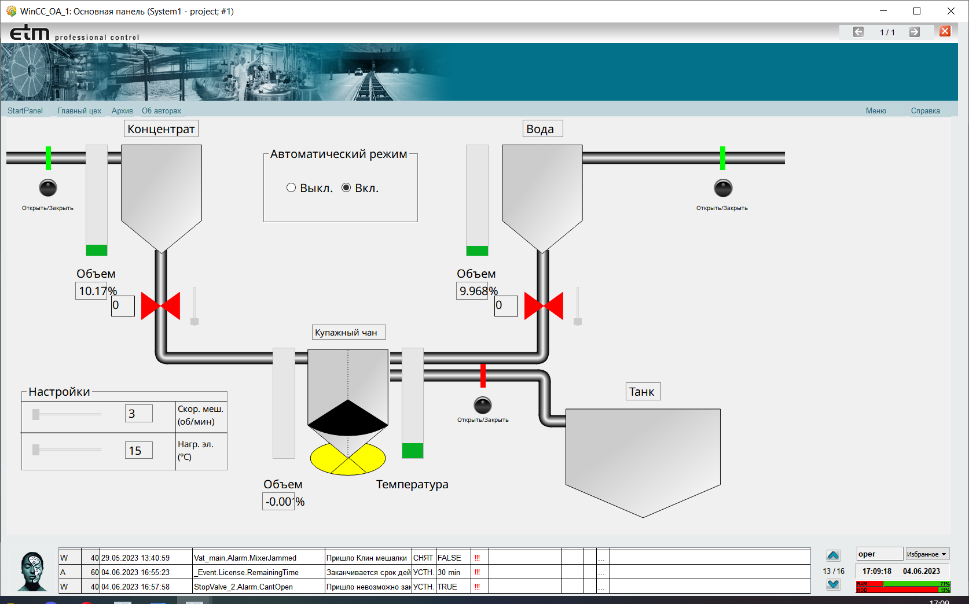 WinCC_OA_1: Основная панель (System1 - project; #1)
etm professional control
1 / 1
StartPanel Главный цех Архив Об авторах Меню Справка
Концентрат
Вода
Автоматический режим
Выкл. Вкл.
Открыть/Закрыть
Открыть/Закрыть
Объем
10.17%
0
Объем
9.968%
0
Купажный чан
Настройки
3 Скор. меш. (об/мин)
15 Нагр. эл. (°C)
Открыть/Закрыть
Танк
Объем
-0.001%
Температура
W 40 29.05.2023 13:40:59 Vat_main.Alarm.MixerJammed Пришло Клин мешалки СНЯТ FALSE !!! ...
A 60 04.06.2023 16:55:23 _Event.License.RemainingTime Заканчивается срок дей УСТН. 30 min !!! ...
W 40 04.06.2023 16:57:58 StopValve_2.Alarm.CantOpen Пришло невозможно зак УСТН. TRUE !!! ...
13 / 16
oper Избранное
17:09:18 04.06.2023
17:09